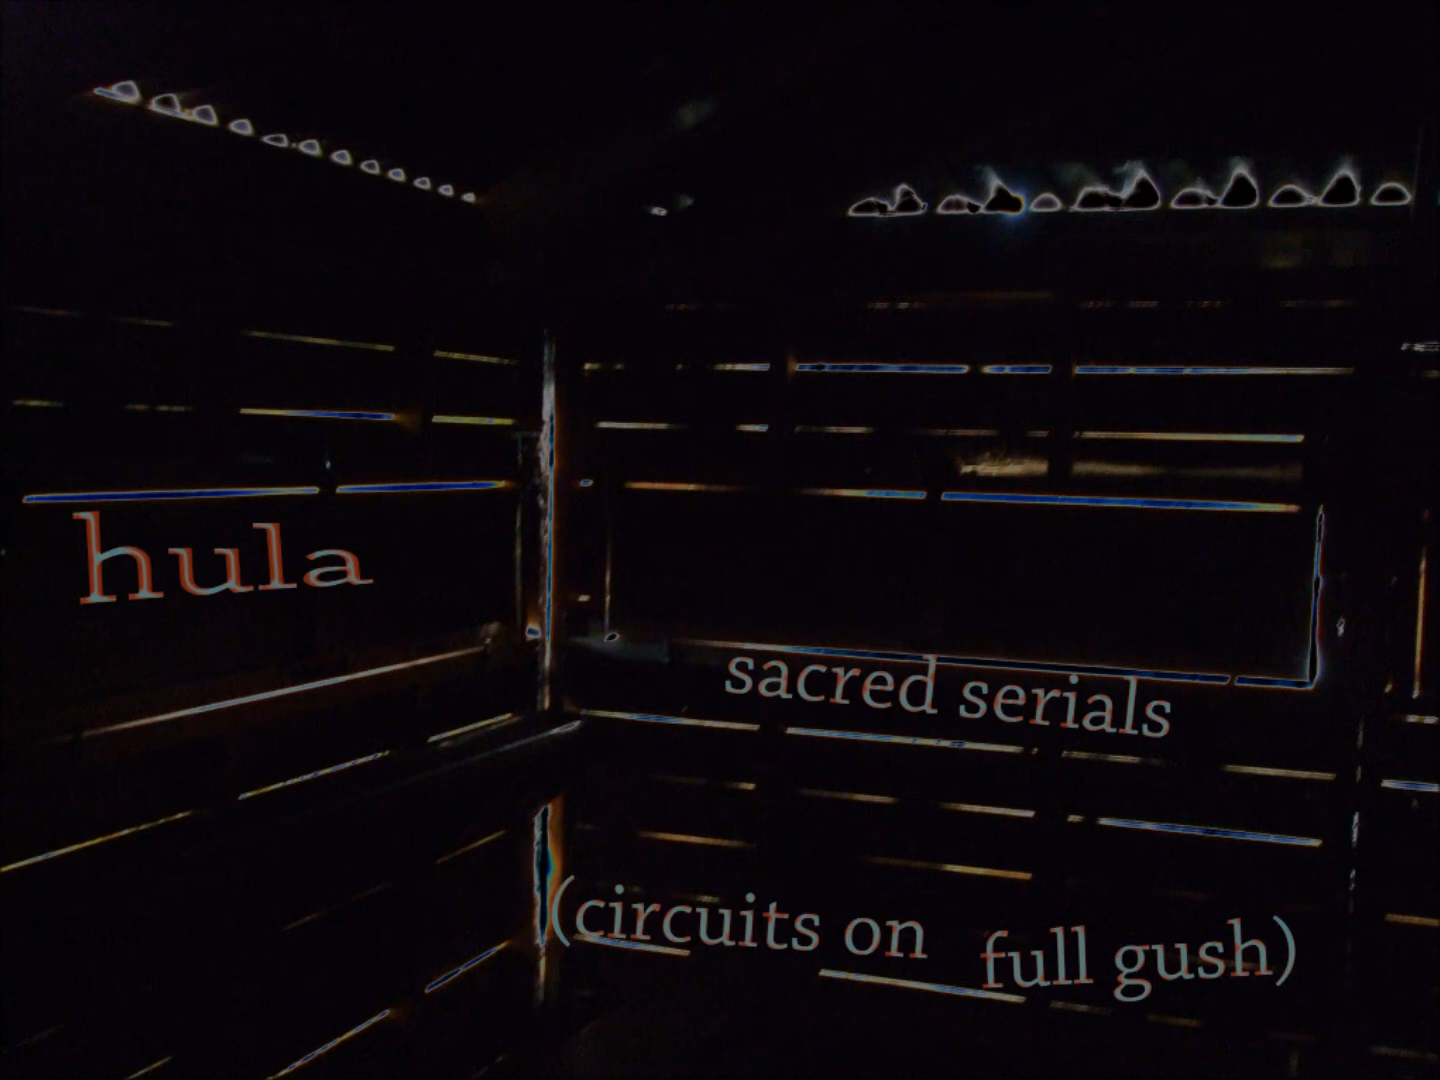 hula
sacred serials
(circuits on full gush)